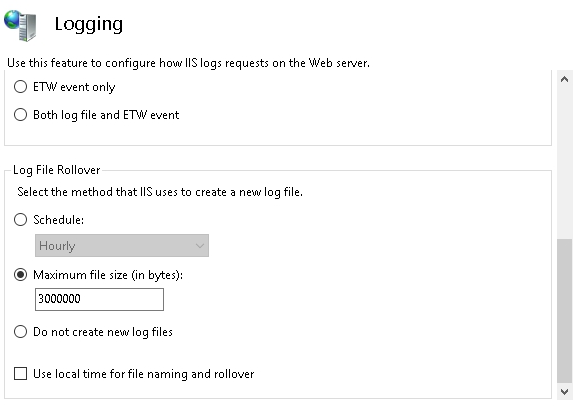 Logging
Use this feature to configure how IIS logs requests on the Web server.
ETW event only
Both log file and ETW event
Log File Rollover
Select the method that IIS uses to create a new log file.
Schedule:
Hourly
Maximum file size (in bytes):
3000000
Do not create new log files
Use local time for file naming and rollover